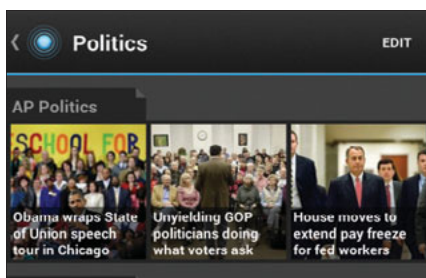 Politics
EDIT
AP Politics
SCHOOL FOR
Obama wraps State
of Union speech
tour in Chicago
Unyielding GOP
politicians doing
what voters ask
House moves to
extend pay freeze
for fed workers